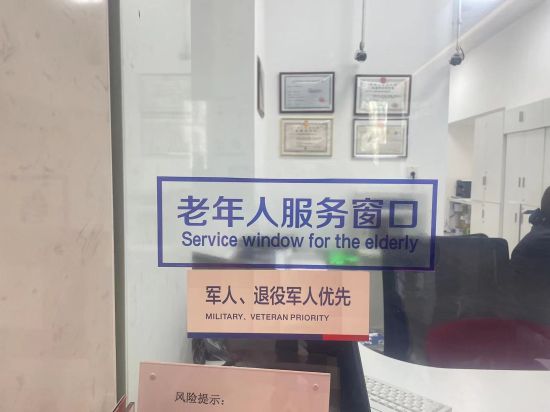 老年人服务窗口
Service window for the elderly
军人、退役军人优先
MILITARY、VETERAN PRIORITY
风险提示：